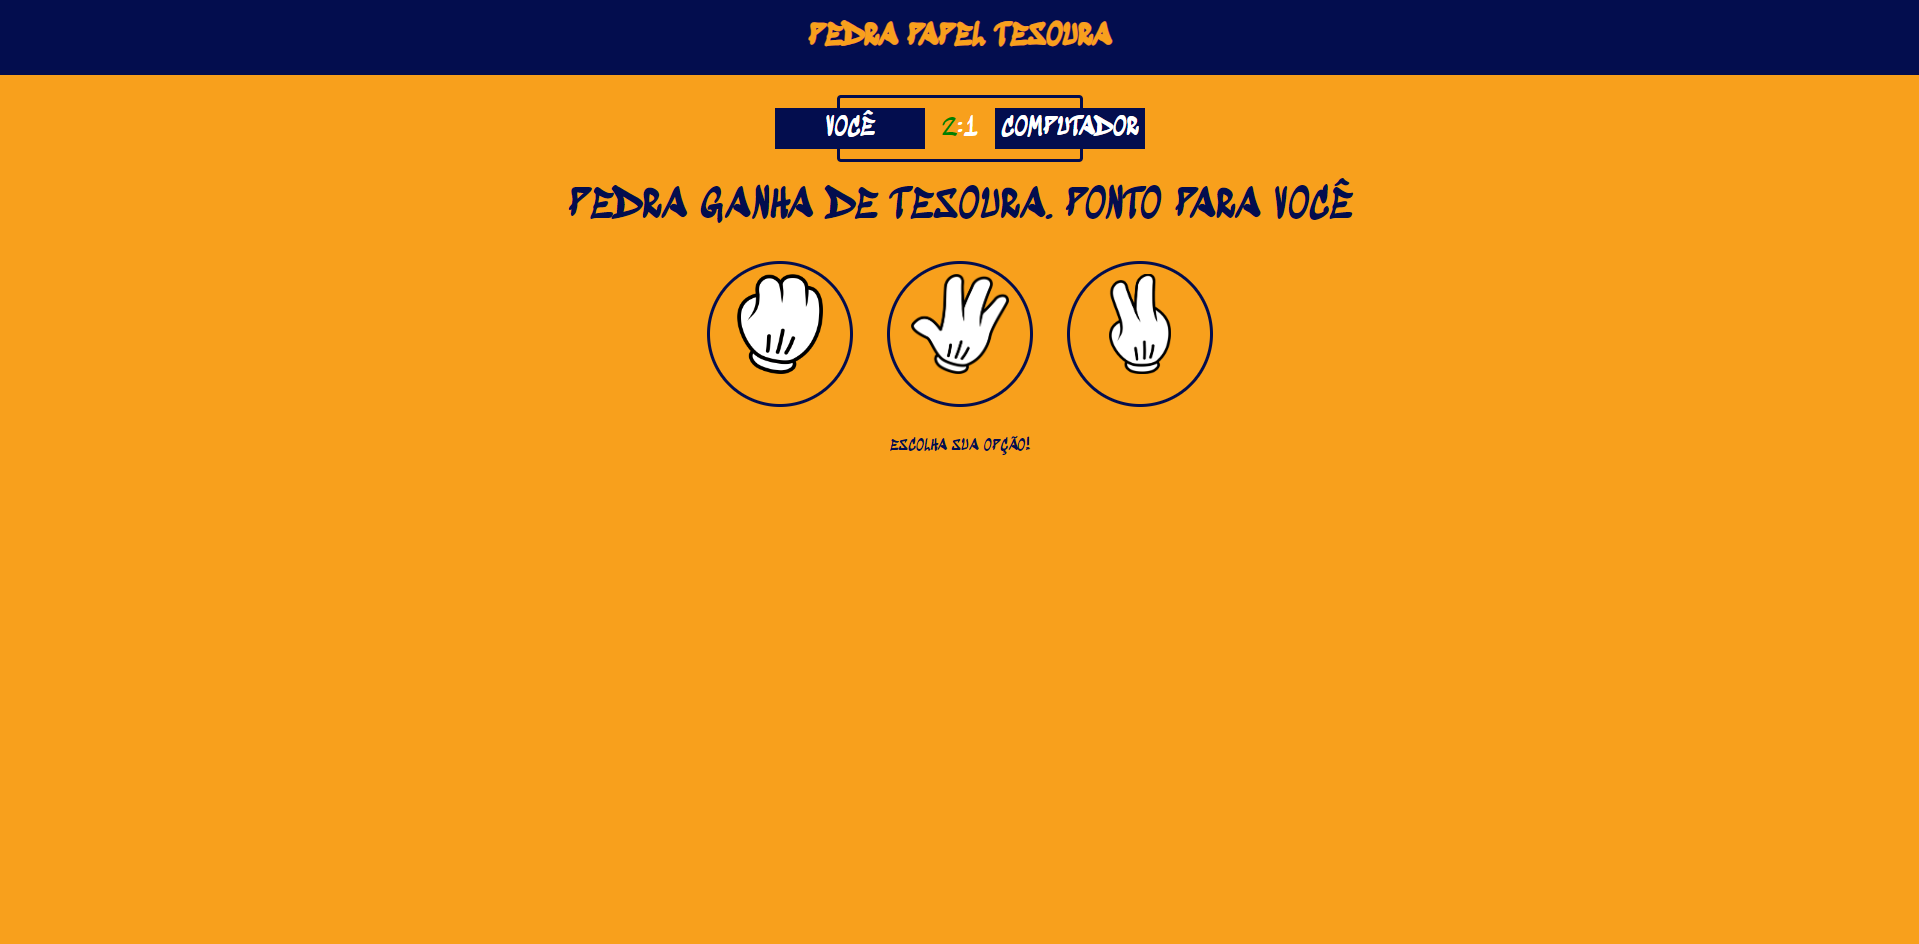 PEDRA PAPEL TESOURA
VOCÊ 2:1 COMPUTADOR
PEDRA GANHA DE TESOURA. PONTO PARA VOCÊ
ESCOLHA SUA OPÇÃO!